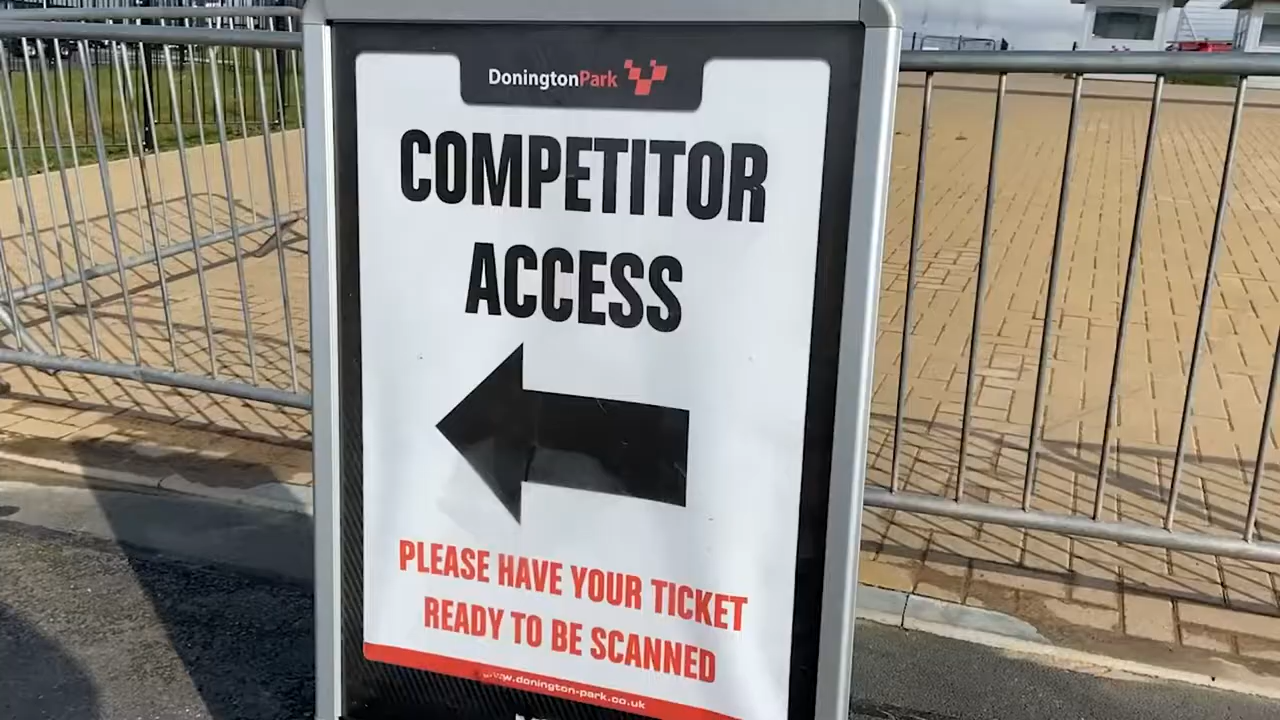 DoningtonPark
COMPETITOR
ACCESS
PLEASE HAVE YOUR TICKET
READY TO BE SCANNED
www.donington-park.co.uk